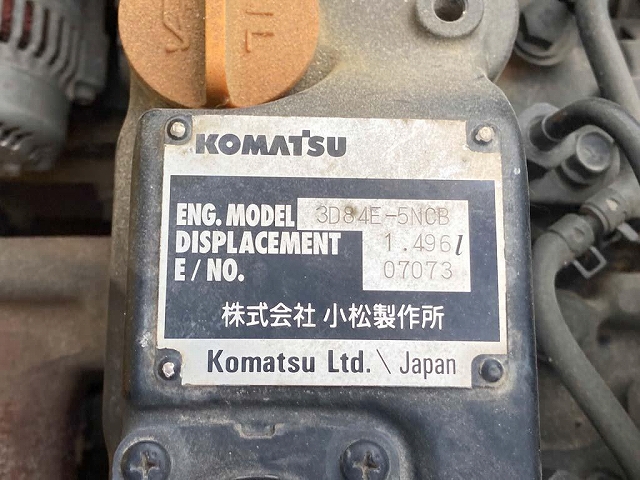 OIL
KOMATSU
ENG. MODEL 3D84E-5NCB
DISPLACEMENT 1.496l
E/NO. 07073
株式会社 小松製作所
Komatsu Ltd. \ Japan